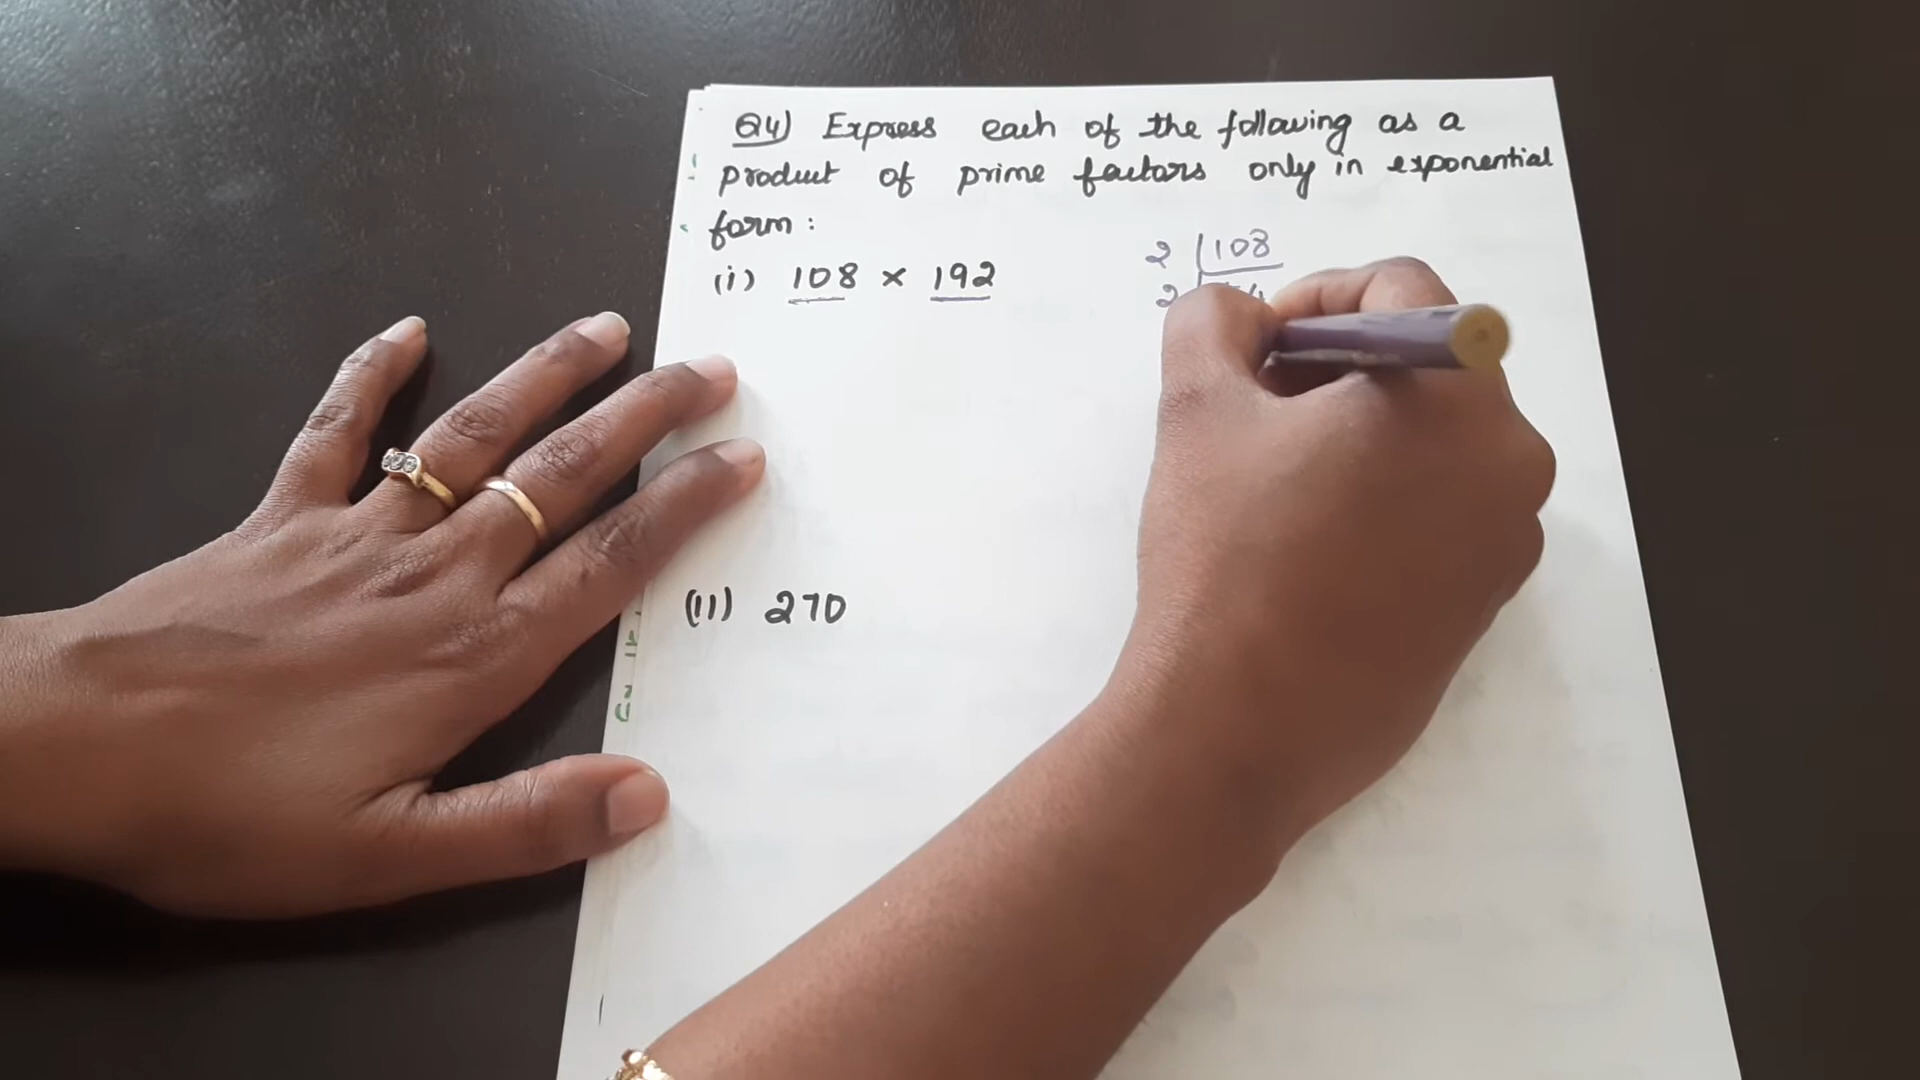 Q4) Express each of the following as a
product of prime factors only in exponential
form :
(i) 108 × 192
2 108
2
(ii) 270